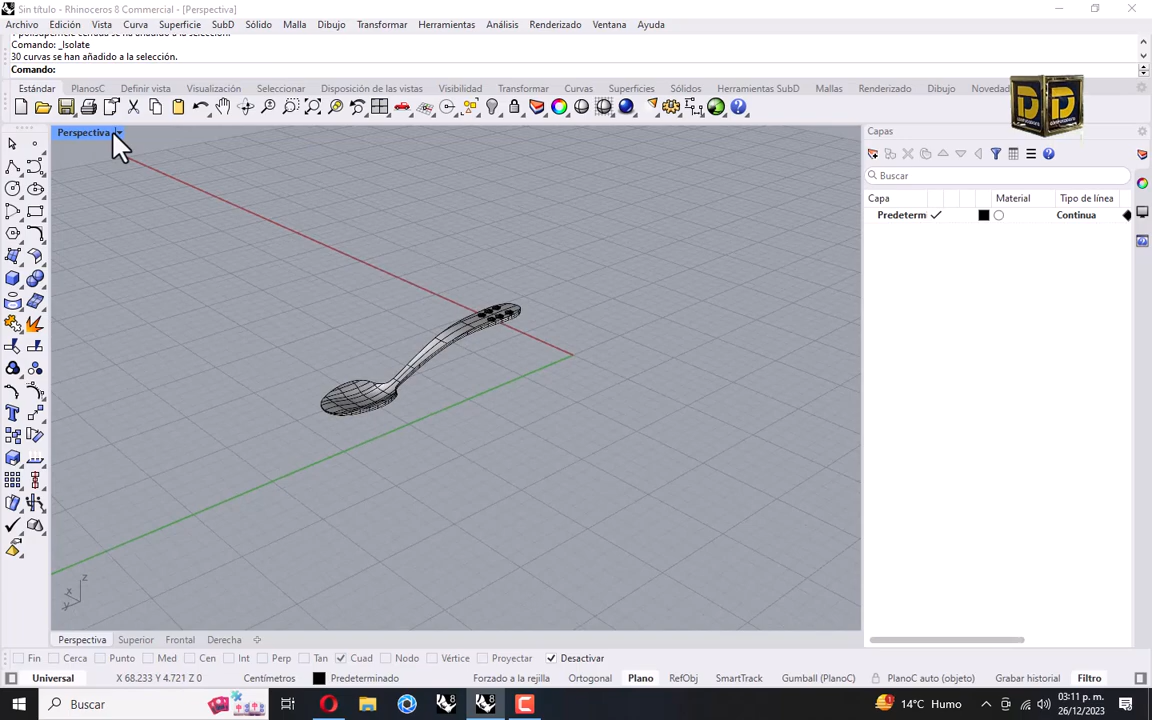 Sin título - Rhinoceros 8 Commercial - [Perspectiva]
Archivo Edición Vista Curva Superficie SubD Sólido Malla Dibujo Transformar Herramientas Análisis Renderizado Ventana Ayuda
Comando: _Isolate
30 curvas se han añadido a la selección.
Comando:
Estándar PlanosC Definir vista Visualización Seleccionar Disposición de las vistas Visibilidad Transformar Curvas Superficies Sólidos Herramientas SubD Mallas Renderizado Dibujo Novedad
Perspectiva
Capas
Buscar
Capa Material Tipo de línea
Predeterm Continua
z
x
y
Perspectiva Superior Frontal Derecha
Fin Cerca Punto Med Cen Int Perp Tan Cuad Nodo Vértice Proyectar Desactivar
Universal X 68.233 Y 4.721 Z 0 Centímetros Predeterminado Forzado a la rejilla Ortogonal Plano RefObj SmartTrack Gumball (PlanoC) PlanoC auto (objeto) Grabar historial Filtro
Buscar 14°C Humo 03:11 p. m.
26/12/2023